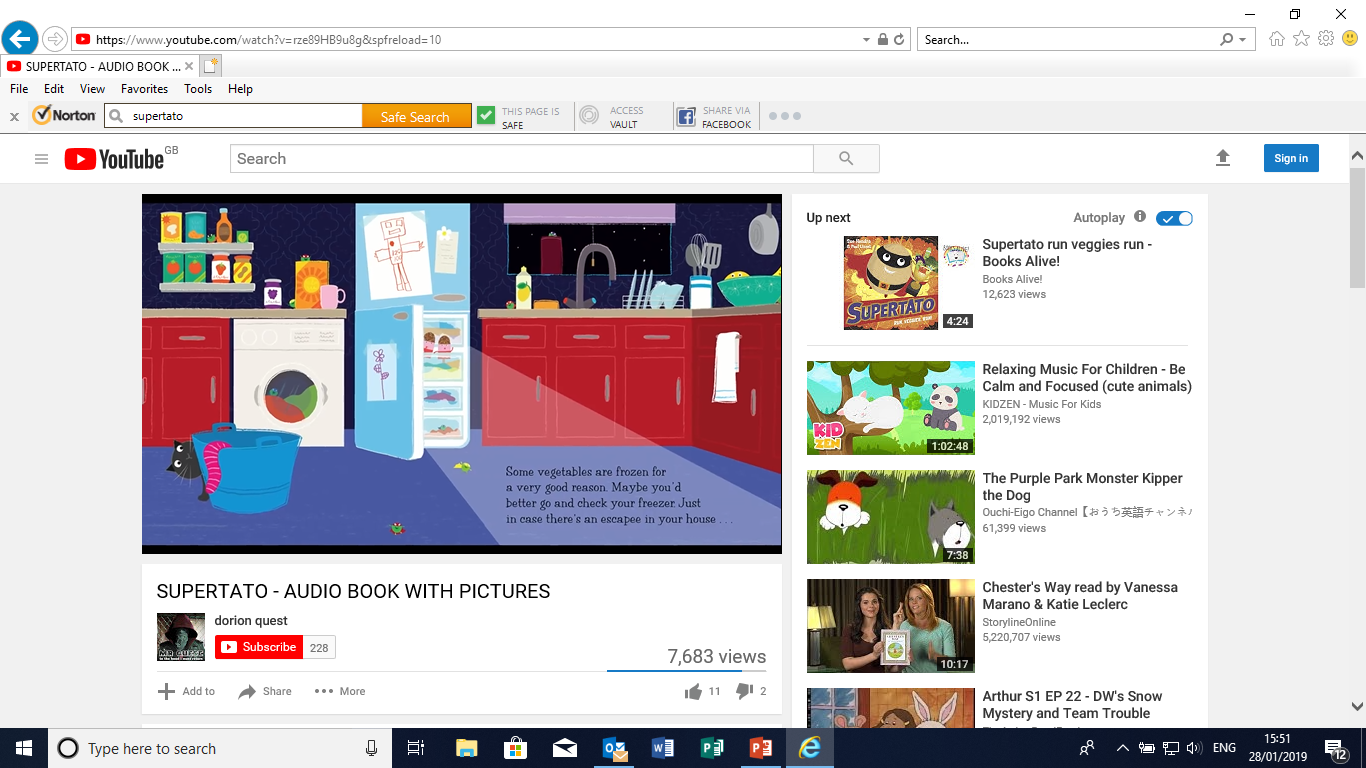 https://www.youtube.com/watch?v=rze89HB9u8g&spfreload=10
Search...
SUPERTATO - AUDIO BOOK ...
File Edit View Favorites Tools Help
Norton
supertato
Safe Search
THIS PAGE IS
SAFE
ACCESS
VAULT
SHARE VIA
FACEBOOK
YouTube GB
Search
Sign in
Some vegetables are frozen for
a very good reason. Maybe you'd
better go and check your freezer. Just
in case there's an escapee in your house . . .
SUPERTATO - AUDIO BOOK WITH PICTURES
dorion quest
Subscribe 228
7,683 views
Add to Share More
11 2
Up next
Autoplay
SUPERTATO
4:24
Supertato run veggies run -
Books Alive!
Books Alive!
12,623 views
KID
ZEN
1:02:48
Relaxing Music For Children - Be
Calm and Focused (cute animals)
KIDZEN - Music For Kids
2,019,192 views
7:38
The Purple Park Monster Kipper
the Dog
Ouchi-Eigo Channel【おうち英語チャンネル
61,399 views
10:17
Chester's Way read by Vanessa
Marano & Katie Leclerc
StorylineOnline
5,220,707 views
Arthur S1 EP 22 - DW's Snow
Mystery and Team Trouble
Type here to search
ENG
15:51
28/01/2019
12